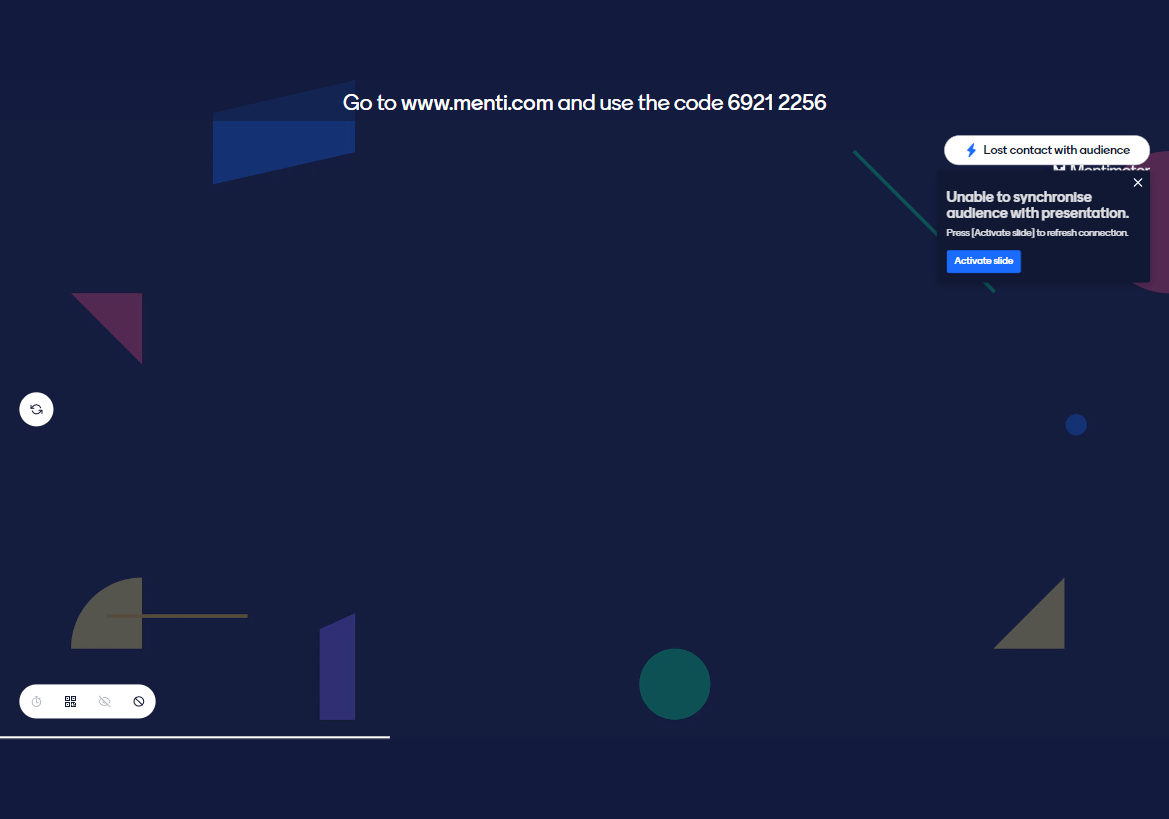 Go to www.menti.com and use the code 6921 2256
Lost contact with audience
Mentimeter
Unable to synchronise
audience with presentation.
Press [Activate slide] to refresh connection.
Activate slide